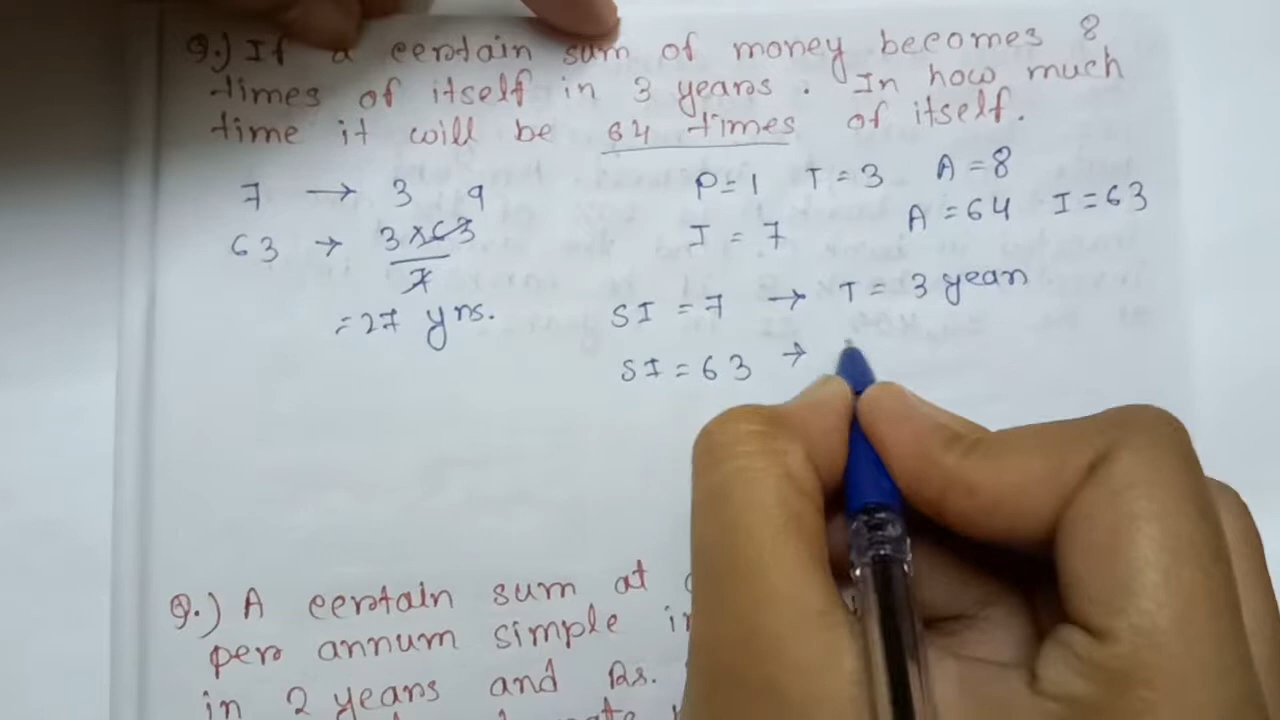 Q.) If a certain sum of money becomes 8
times of itself in 3 years. In how much
time it will be 64 times of itself.
7 → 3 9
63 → 3×63
7
=27 yrs.
P=1 T=3 A=8
I=7 A=64 I=63
SI=7 → T=3 year
SI=63 →
Q.) A certain sum at
per annum simple
in 2 years and Rs.